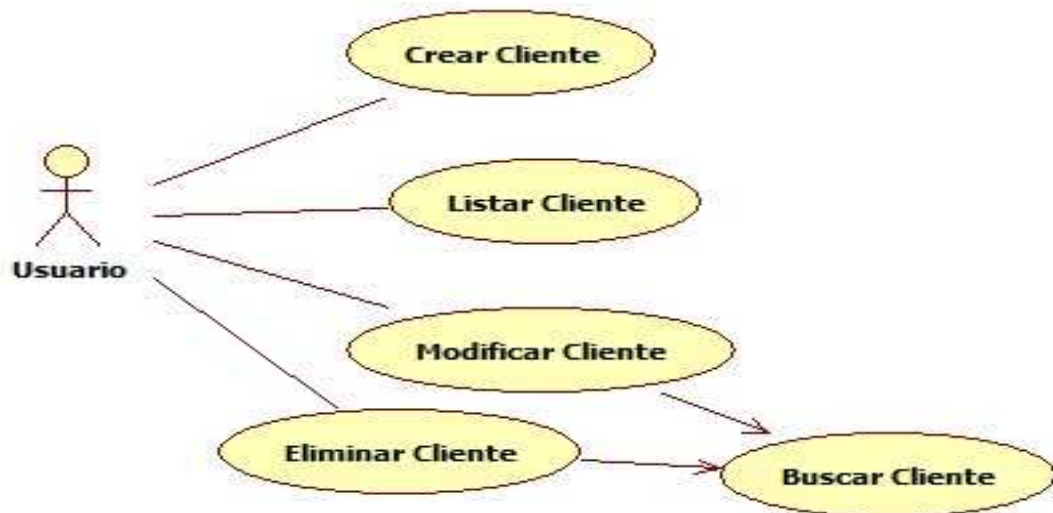 Crear Cliente
Listar Cliente
Usuario
Modificar Cliente
Eliminar Cliente
Buscar Cliente